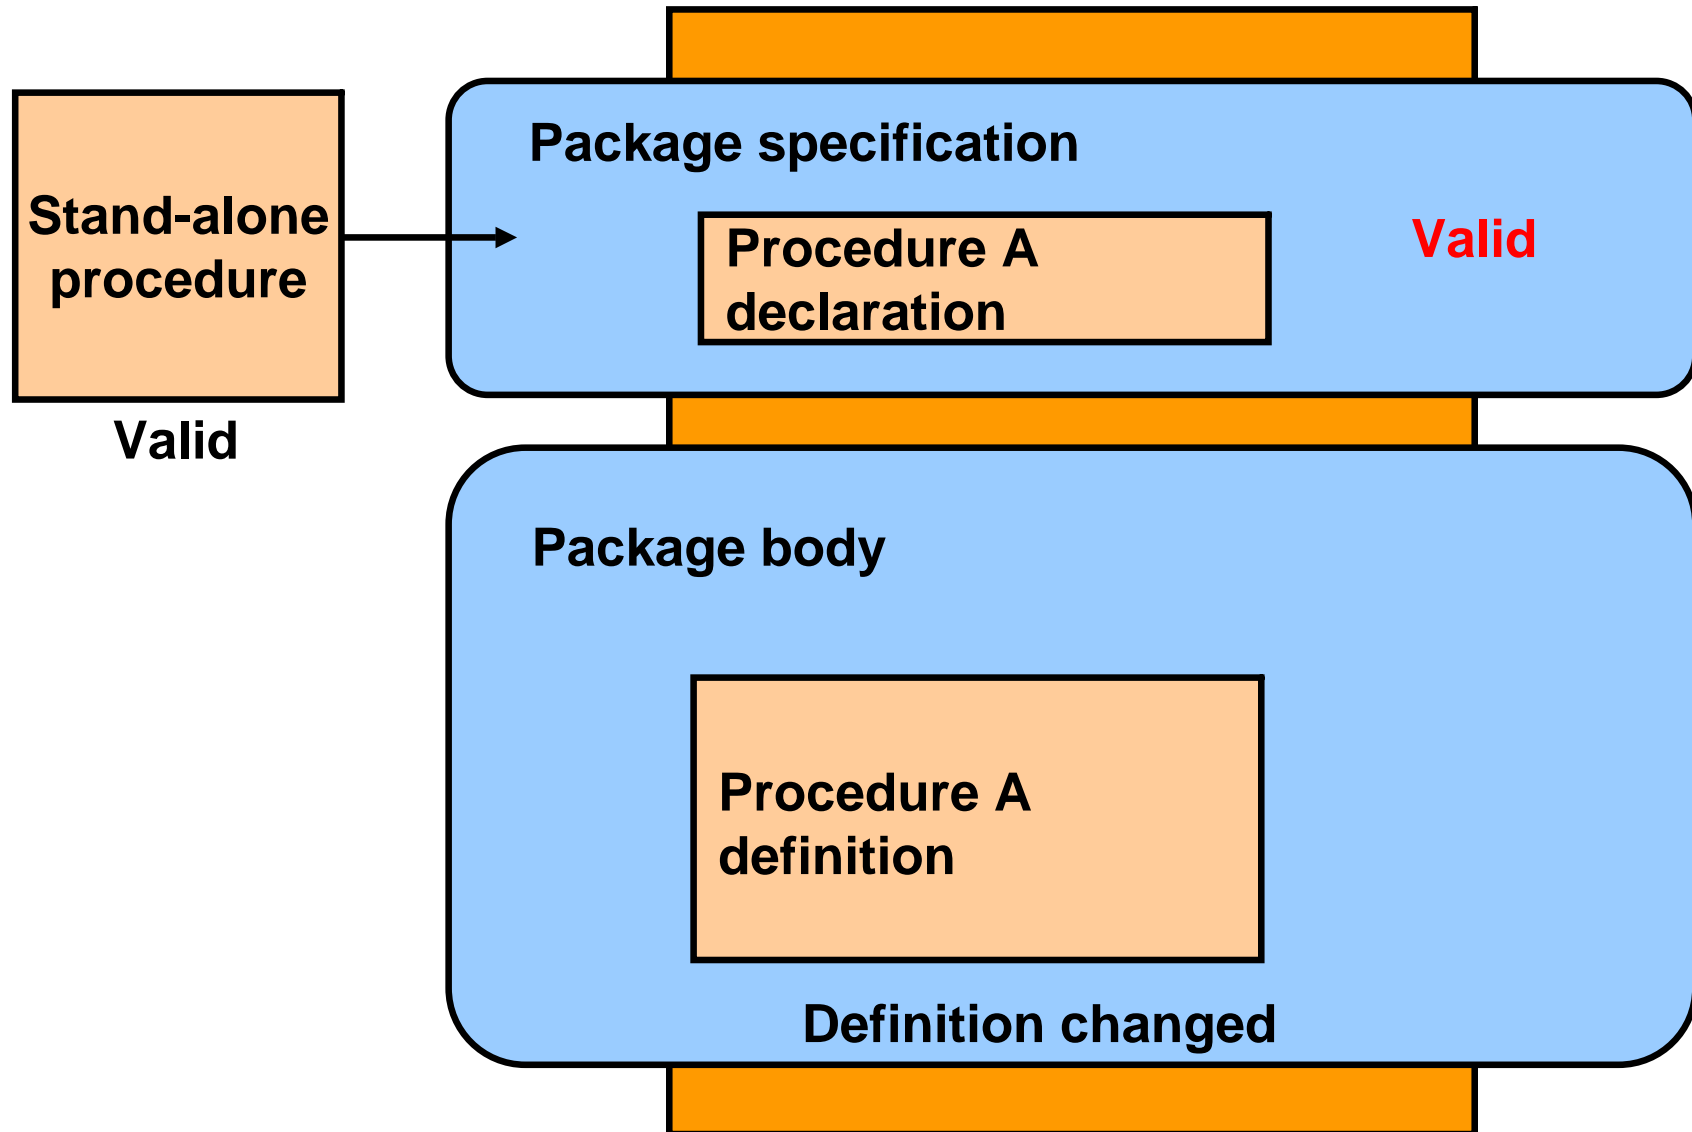 Package specification
Stand-alone
procedure
Procedure A
declaration
Valid
Valid
Package body
Procedure A
definition
Definition changed